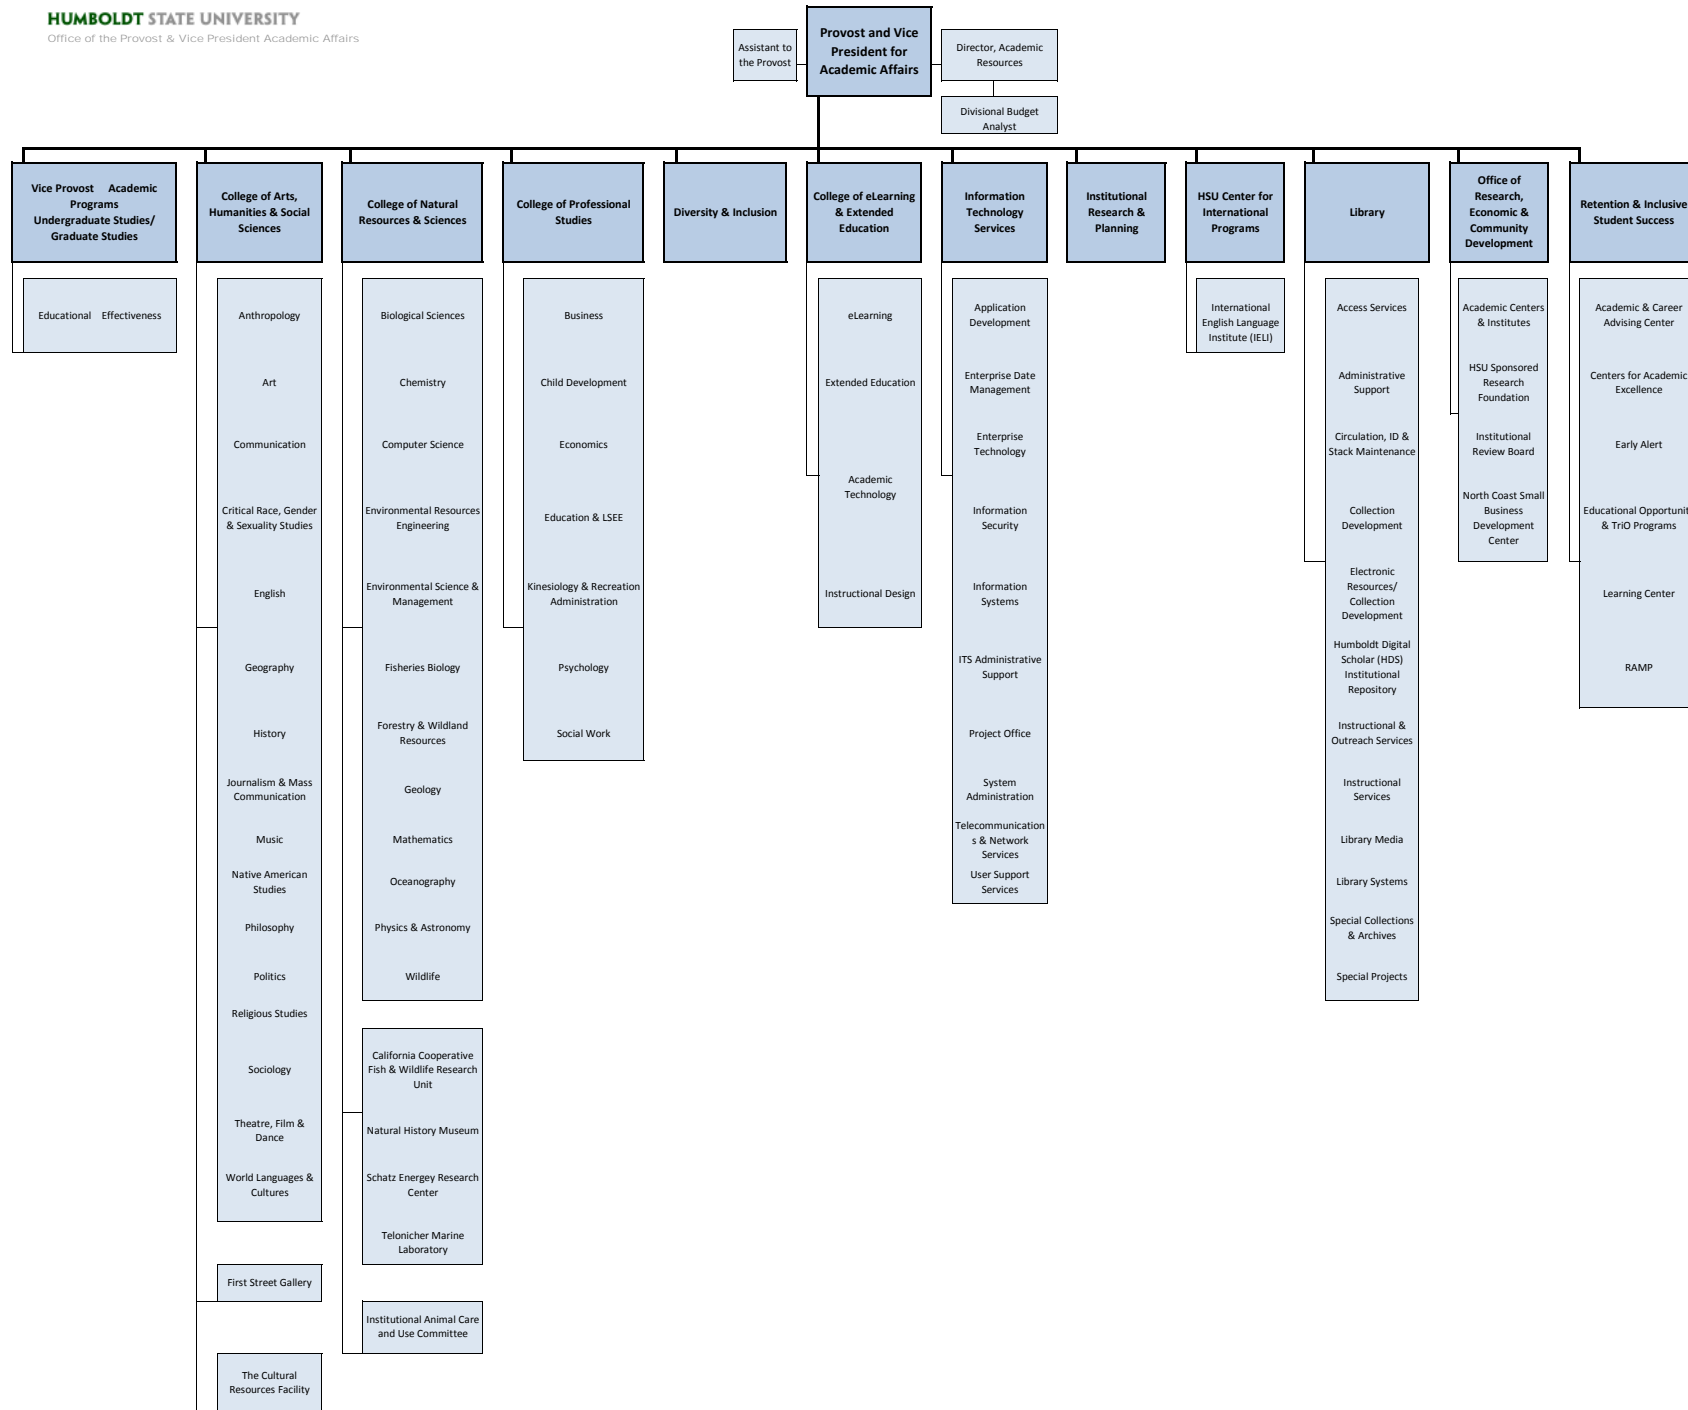 HUMBOLDT STATE UNIVERSITY
Office of the Provost & Vice President Academic Affairs
Assistant to
the Provost
Provost and Vice
President for
Academic Affairs
Director, Academic
Resources
Divisional Budget
Analyst
Vice Provost Academic
Programs
Undergraduate Studies/
Graduate Studies
College of Arts,
Humanities & Social
Sciences
College of Natural
Resources & Sciences
College of Professional
Studies
Diversity & Inclusion
College of eLearning
& Extended
Education
Information
Technology
Services
Institutional
Research &
Planning
HSU Center for
International
Programs
Library
Office of
Research,
Economic &
Community
Development
Retention & Inclusive
Student Success
Educational Effectiveness
Anthropology
Art
Communication
Critical Race, Gender
& Sexuality Studies
English
Geography
History
Journalism & Mass
Communication
Music
Native American
Studies
Philosophy
Politics
Religious Studies
Sociology
Theatre, Film &
Dance
World Languages &
Cultures
First Street Gallery
The Cultural
Resources Facility
Biological Sciences
Chemistry
Computer Science
Environmental Resources
Engineering
Environmental Science &
Management
Fisheries Biology
Forestry & Wildland
Resources
Geology
Mathematics
Oceanography
Physics & Astronomy
Wildlife
California Cooperative
Fish & Wildlife Research
Unit
Natural History Museum
Schatz Energey Research
Center
Telonicher Marine
Laboratory
Institutional Animal Care
and Use Committee
Business
Child Development
Economics
Education & LSEE
Kinesiology & Recreation
Administration
Psychology
Social Work
eLearning
Extended Education
Academic
Technology
Instructional Design
Application
Development
Enterprise Date
Management
Enterprise
Technology
Information
Security
Information
Systems
ITS Administrative
Support
Project Office
System
Administration
Telecommunication
s & Network
Services
User Support
Services
International
English Language
Institute (IELI)
Access Services
Administrative
Support
Circulation, ID &
Stack Maintenance
Collection
Development
Electronic
Resources/
Collection
Development
Humboldt Digital
Scholar (HDS)
Institutional
Repository
Instructional &
Outreach Services
Instructional
Services
Library Media
Library Systems
Special Collections
& Archives
Special Projects
Academic Centers
& Institutes
HSU Sponsored
Research
Foundation
Institutional
Review Board
North Coast Small
Business
Development
Center
Academic & Career
Advising Center
Centers for Academic
Excellence
Early Alert
Educational Opportunit
& TriO Programs
Learning Center
RAMP